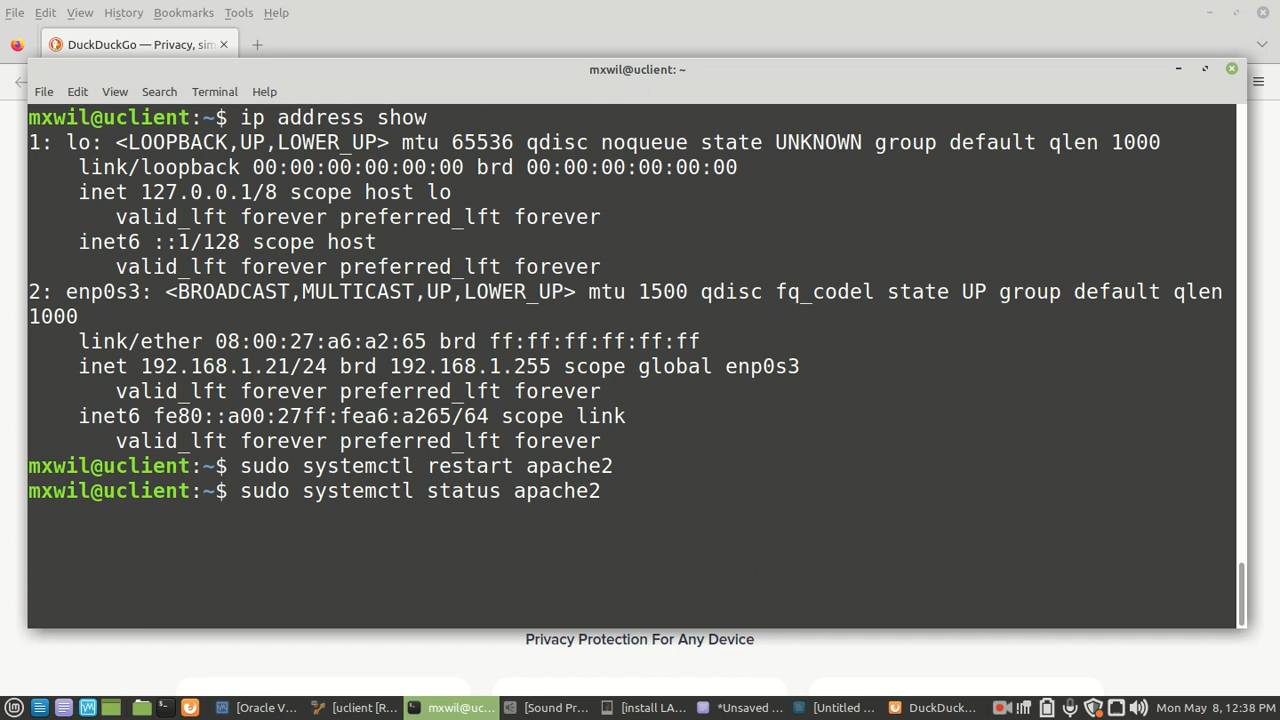 File Edit View History Bookmarks Tools Help
DuckDuckGo — Privacy, sim
mxwil@uclient: ~
File Edit View Search Terminal Help
mxwil@uclient:~$ ip address show
1: lo: <LOOPBACK,UP,LOWER_UP> mtu 65536 qdisc noqueue state UNKNOWN group default qlen 1000
link/loopback 00:00:00:00:00:00 brd 00:00:00:00:00:00
inet 127.0.0.1/8 scope host lo
valid_lft forever preferred_lft forever
inet6 ::1/128 scope host
valid_lft forever preferred_lft forever
2: enp0s3: <BROADCAST,MULTICAST,UP,LOWER_UP> mtu 1500 qdisc fq_codel state UP group default qlen
1000
link/ether 08:00:27:a6:a2:65 brd ff:ff:ff:ff:ff:ff
inet 192.168.1.21/24 brd 192.168.1.255 scope global enp0s3
valid_lft forever preferred_lft forever
inet6 fe80::a00:27ff:fea6:a265/64 scope link
valid_lft forever preferred_lft forever
mxwil@uclient:~$ sudo systemctl restart apache2
mxwil@uclient:~$ sudo systemctl status apache2
Privacy Protection For Any Device
[Oracle V... [uclient [R... mxwil@uc... [Sound Pr... [install LA... *Unsaved ... [Untitled ... DuckDuck... Mon May 8, 12:38 PM